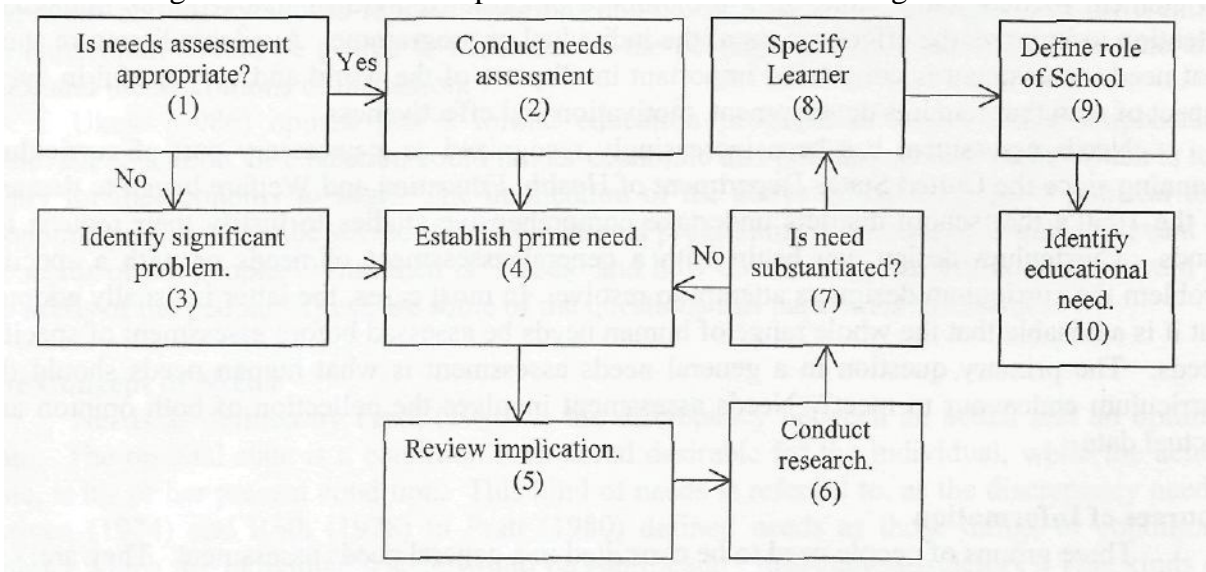 Is needs assessment
appropriate?
(1)
Yes
Conduct needs
assessment
(2)
Specify
Learner
(8)
Define role
of School
(9)
No
Identify significant
problem.
(3)
Establish prime need.
(4)
No
Is need
substantiated?
(7)
Identify
educational
need.
(10)
Review implication.
(5)
Conduct
research.
(6)